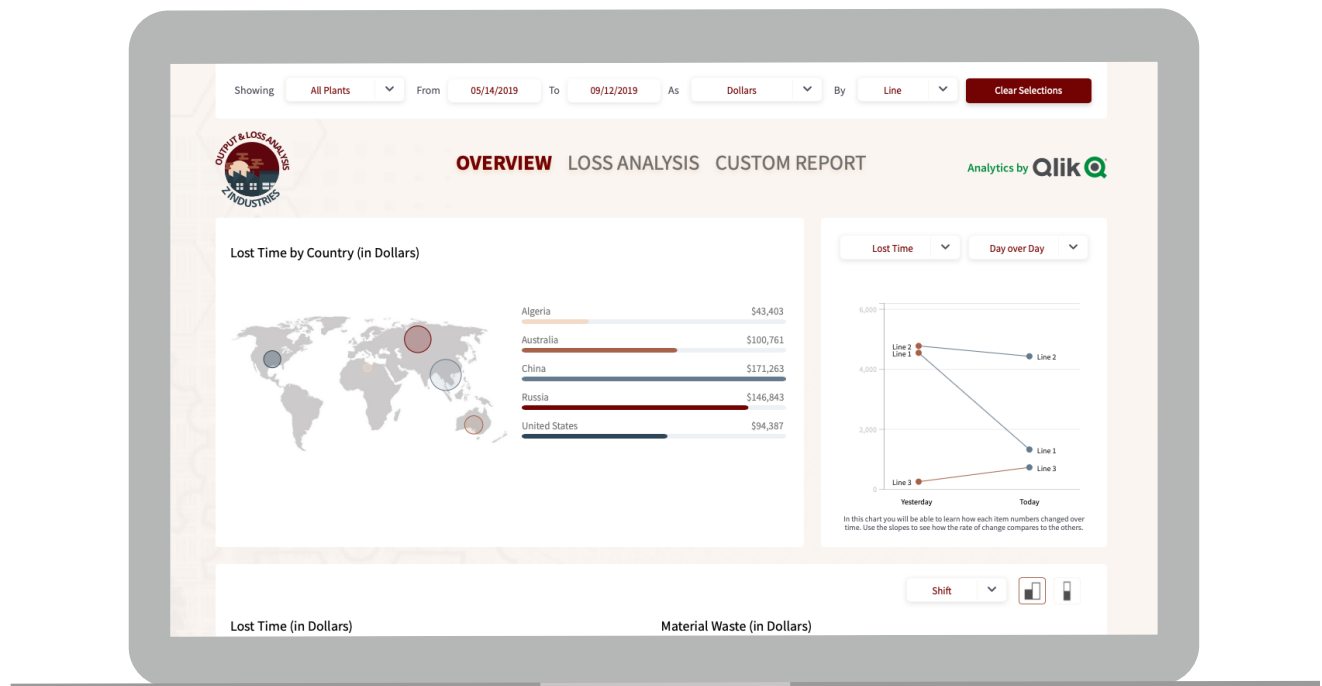 Showing All Plants From 05/14/2019 To 09/12/2019 As Dollars By Line Clear Selections
OUTPUT & LOSS ANALYSIS
Z INDUSTRIES
OVERVIEW LOSS ANALYSIS CUSTOM REPORT
Analytics by Qlik
Lost Time by Country (in Dollars)
Algeria $43,403
Australia $100,761
China $171,263
Russia $146,843
United States $94,387
Lost Time Day over Day
6,000
Line 2
Line 1
Line 2
4,000
2,000
Line 1
Line 3
Line 3
0
Yesterday Today
In this chart you will be able to learn how each item numbers changed over
time. Use the slopes to see how the rate of change compares to the others.
Shift
Lost Time (in Dollars) Material Waste (in Dollars)